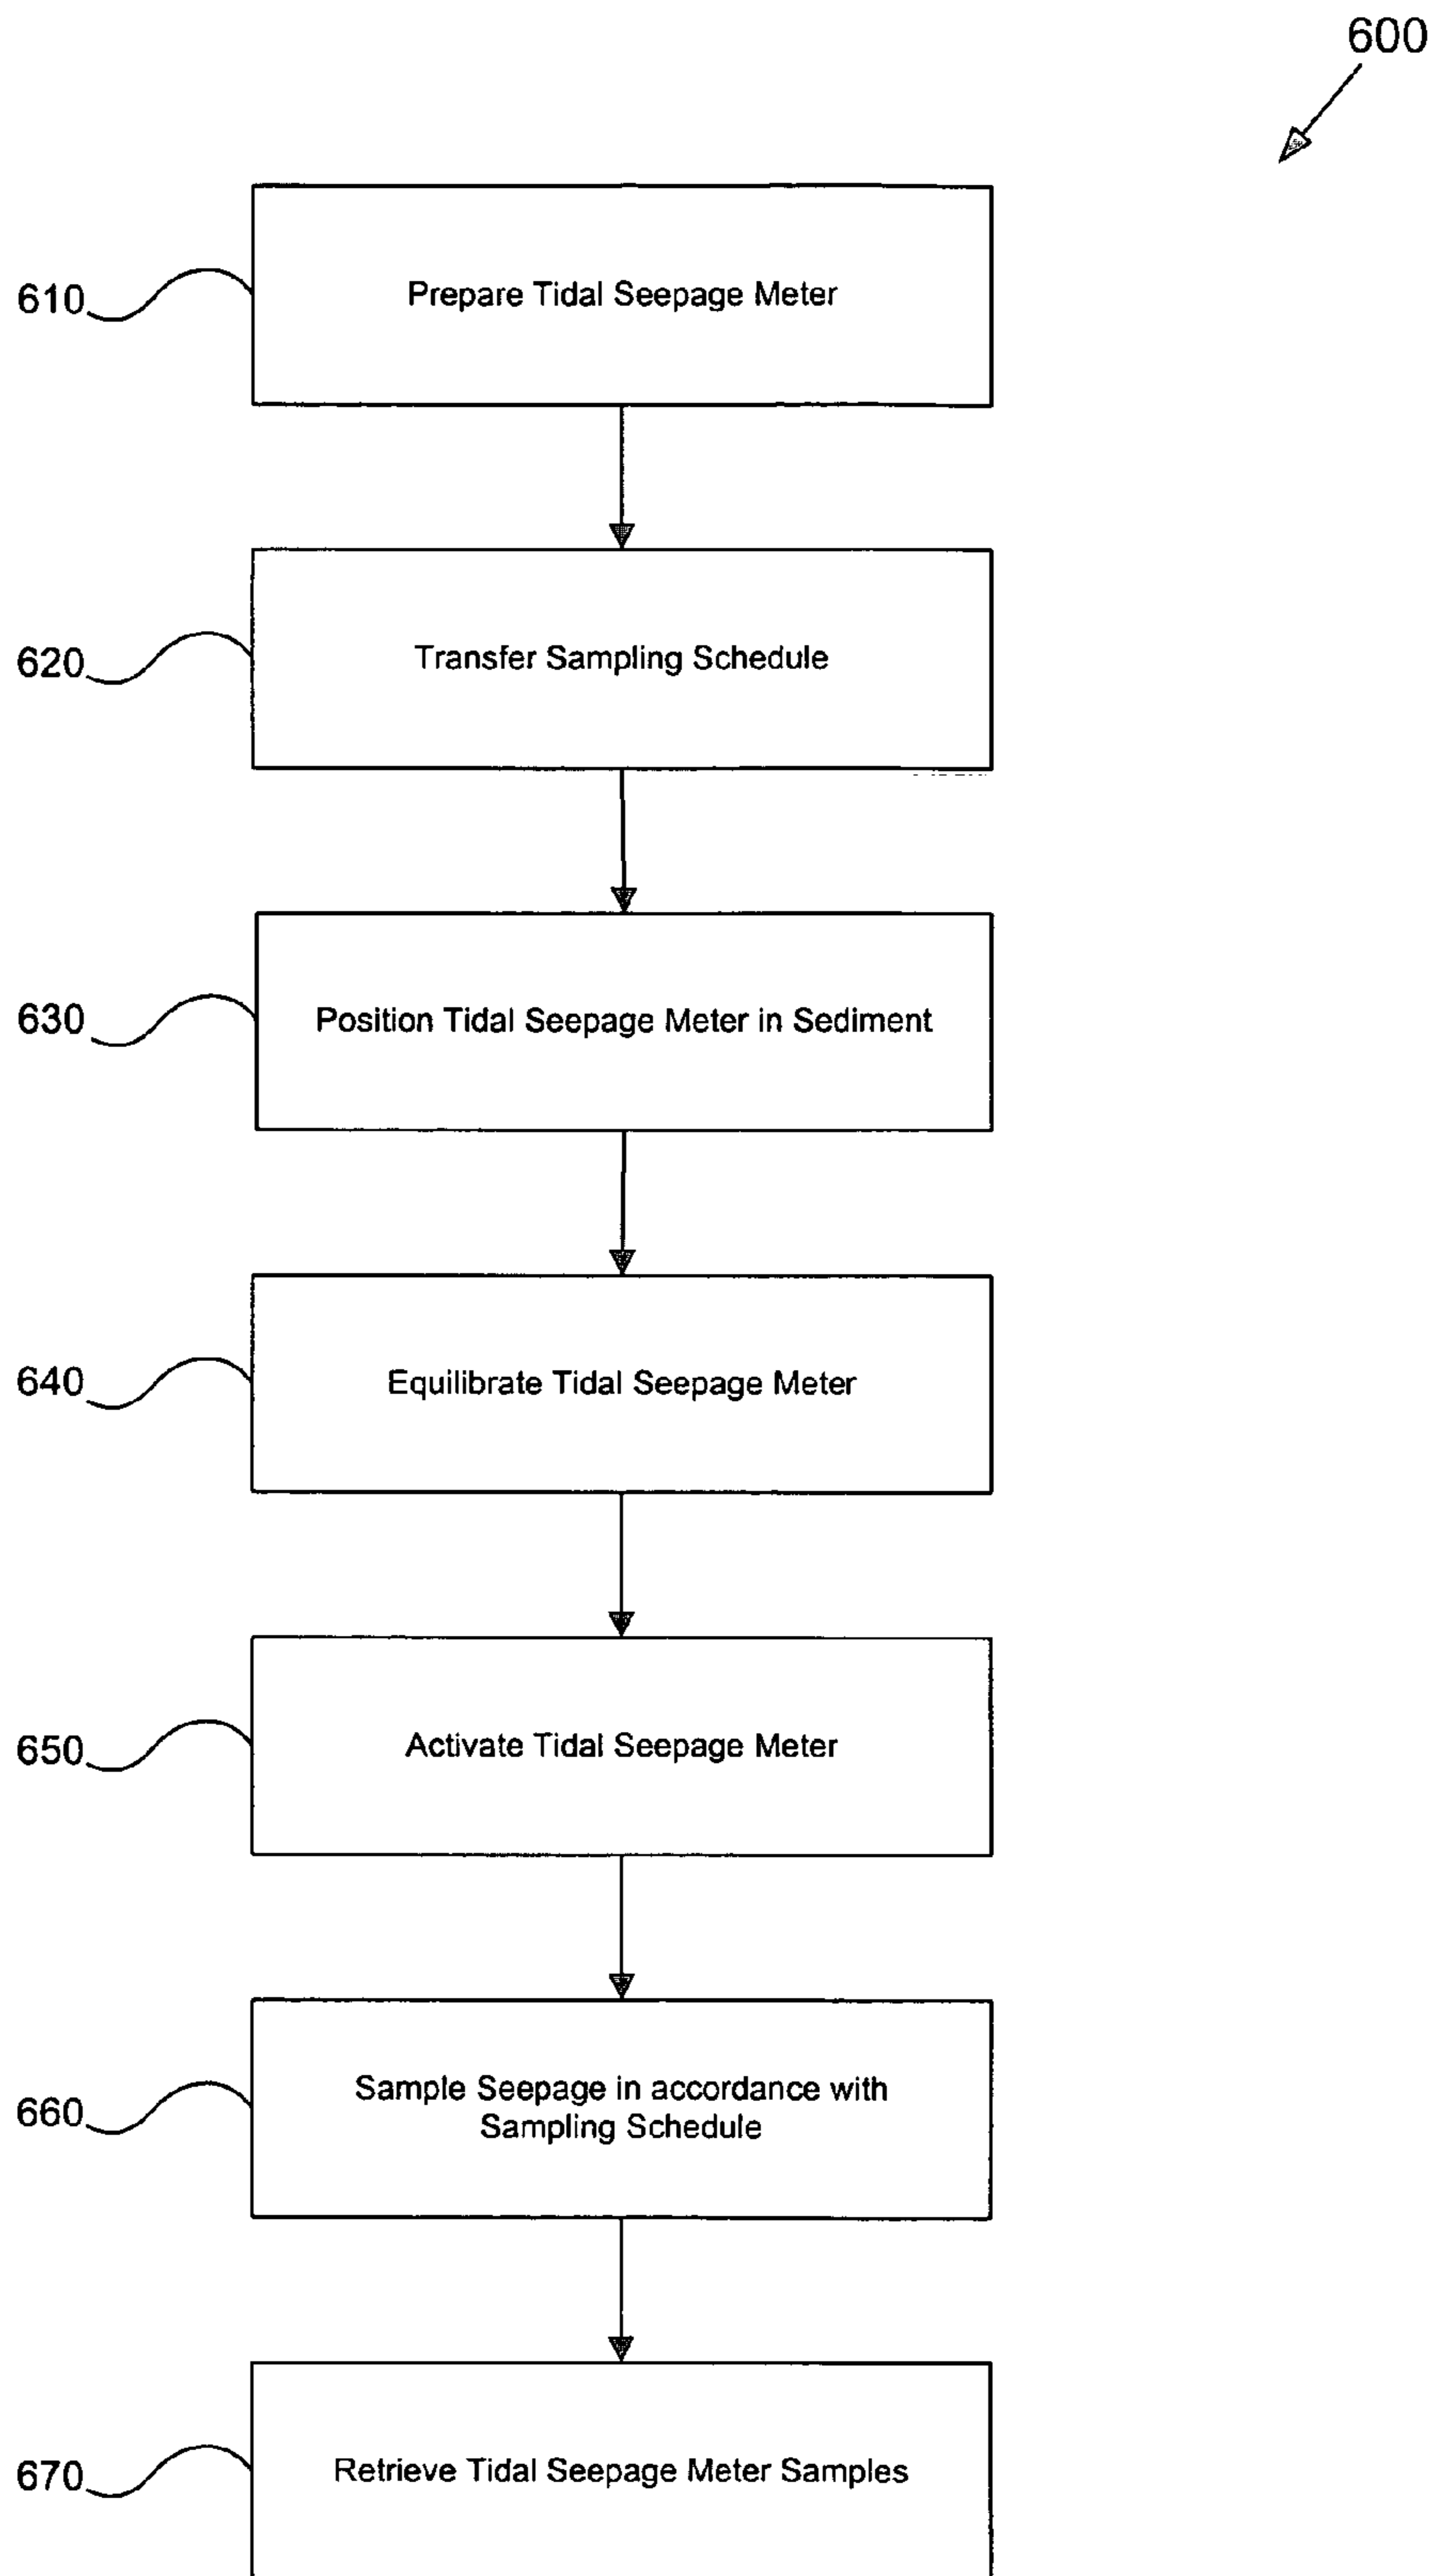 600
610
Prepare Tidal Seepage Meter
620
Transfer Sampling Schedule
630
Position Tidal Seepage Meter in Sediment
640
Equilibrate Tidal Seepage Meter
650
Activate Tidal Seepage Meter
660
Sample Seepage in accordance with
Sampling Schedule
670
Retrieve Tidal Seepage Meter Samples